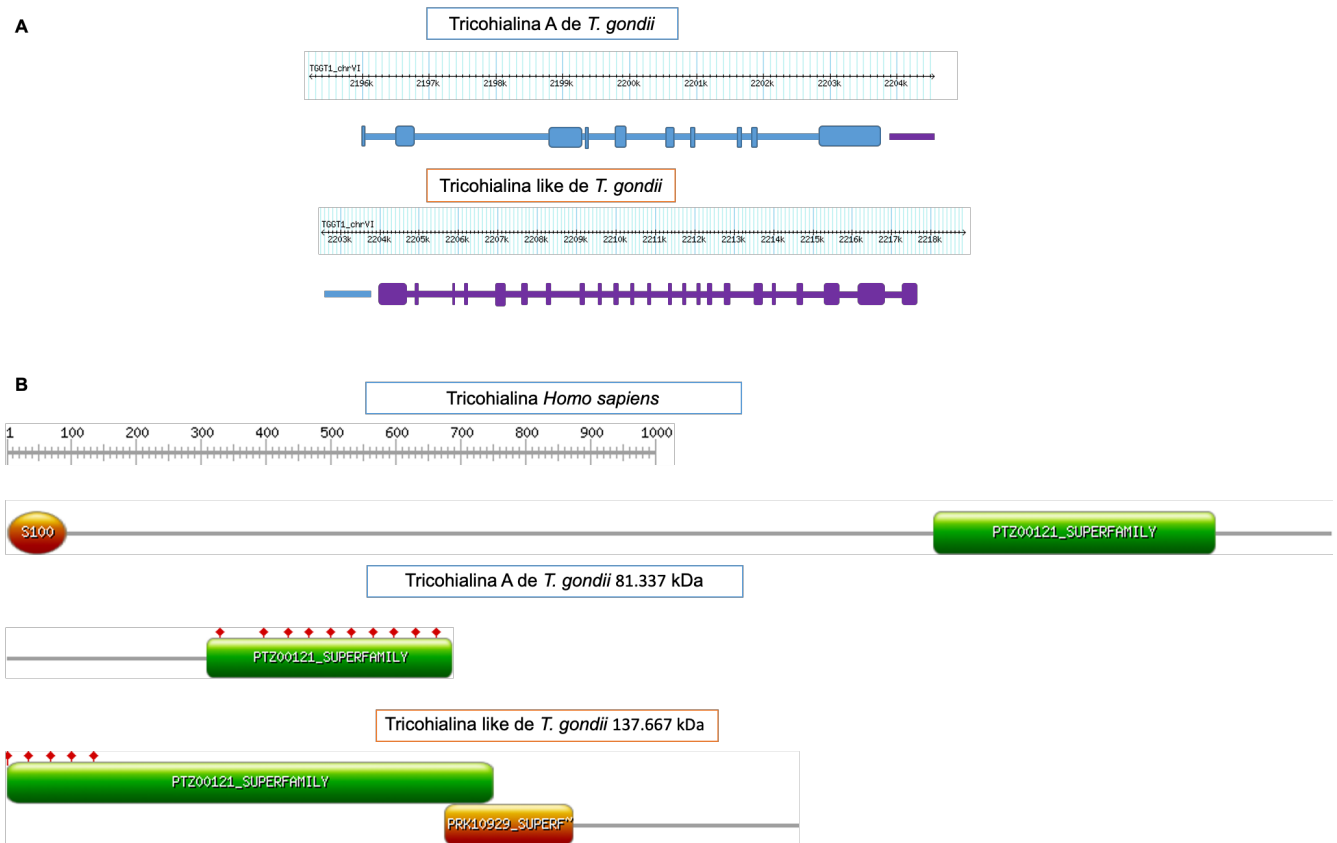 A
Tricohialina A de T. gondii
TGGT1_chrVI
2196k 2197k 2198k 2199k 2200k 2201k 2202k 2203k 2204k
Tricohialina like de T. gondii
TGGT1_chrVI
2203k 2204k 2205k 2206k 2207k 2208k 2209k 2210k 2211k 2212k 2213k 2214k 2215k 2216k 2217k 2218k
B
Tricohialina Homo sapiens
1 100 200 300 400 500 600 700 800 900 1000
S100
PTZ00121_SUPERFAMILY
Tricohialina A de T. gondii 81.337 kDa
PTZ00121_SUPERFAMILY
Tricohialina like de T. gondii 137.667 kDa
PTZ00121_SUPERFAMILY
PRK10929_SUPERF~